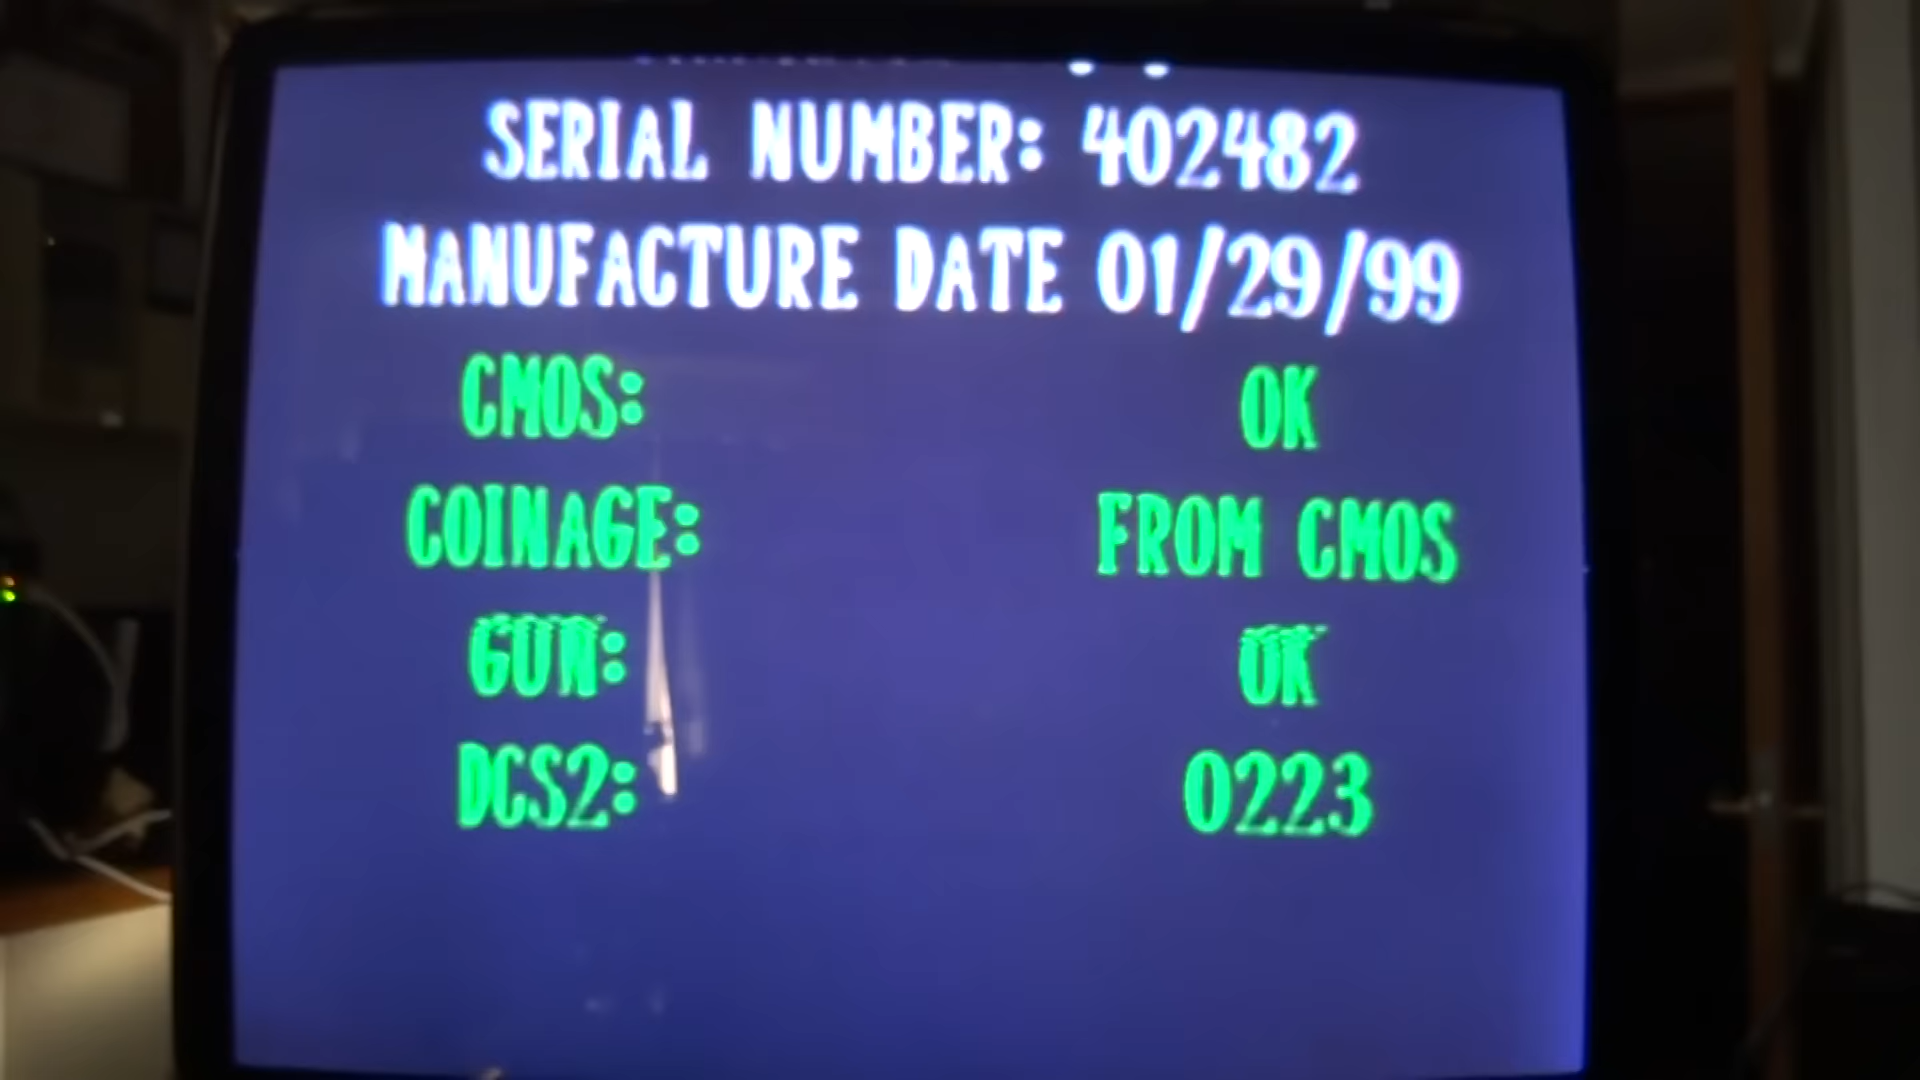 SERIAL NUMBER: 402482
MANUFACTURE DATE 01/29/99
CMOS: OK
COINAGE: FROM CMOS
GUN: OK
DCS2: 0223